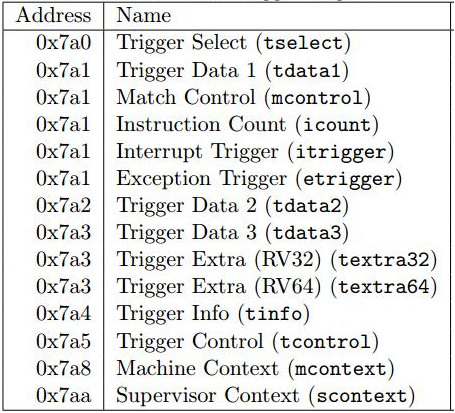 Address Name
0x7a0 Trigger Select (tselect)
0x7a1 Trigger Data 1 (tdata1)
0x7a1 Match Control (mcontrol)
0x7a1 Instruction Count (icount)
0x7a1 Interrupt Trigger (itrigger)
0x7a1 Exception Trigger (etrigger)
0x7a2 Trigger Data 2 (tdata2)
0x7a3 Trigger Data 3 (tdata3)
0x7a3 Trigger Extra (RV32) (textra32)
0x7a3 Trigger Extra (RV64) (textra64)
0x7a4 Trigger Info (tinfo)
0x7a5 Trigger Control (tcontrol)
0x7a8 Machine Context (mcontext)
0x7aa Supervisor Context (scontext)